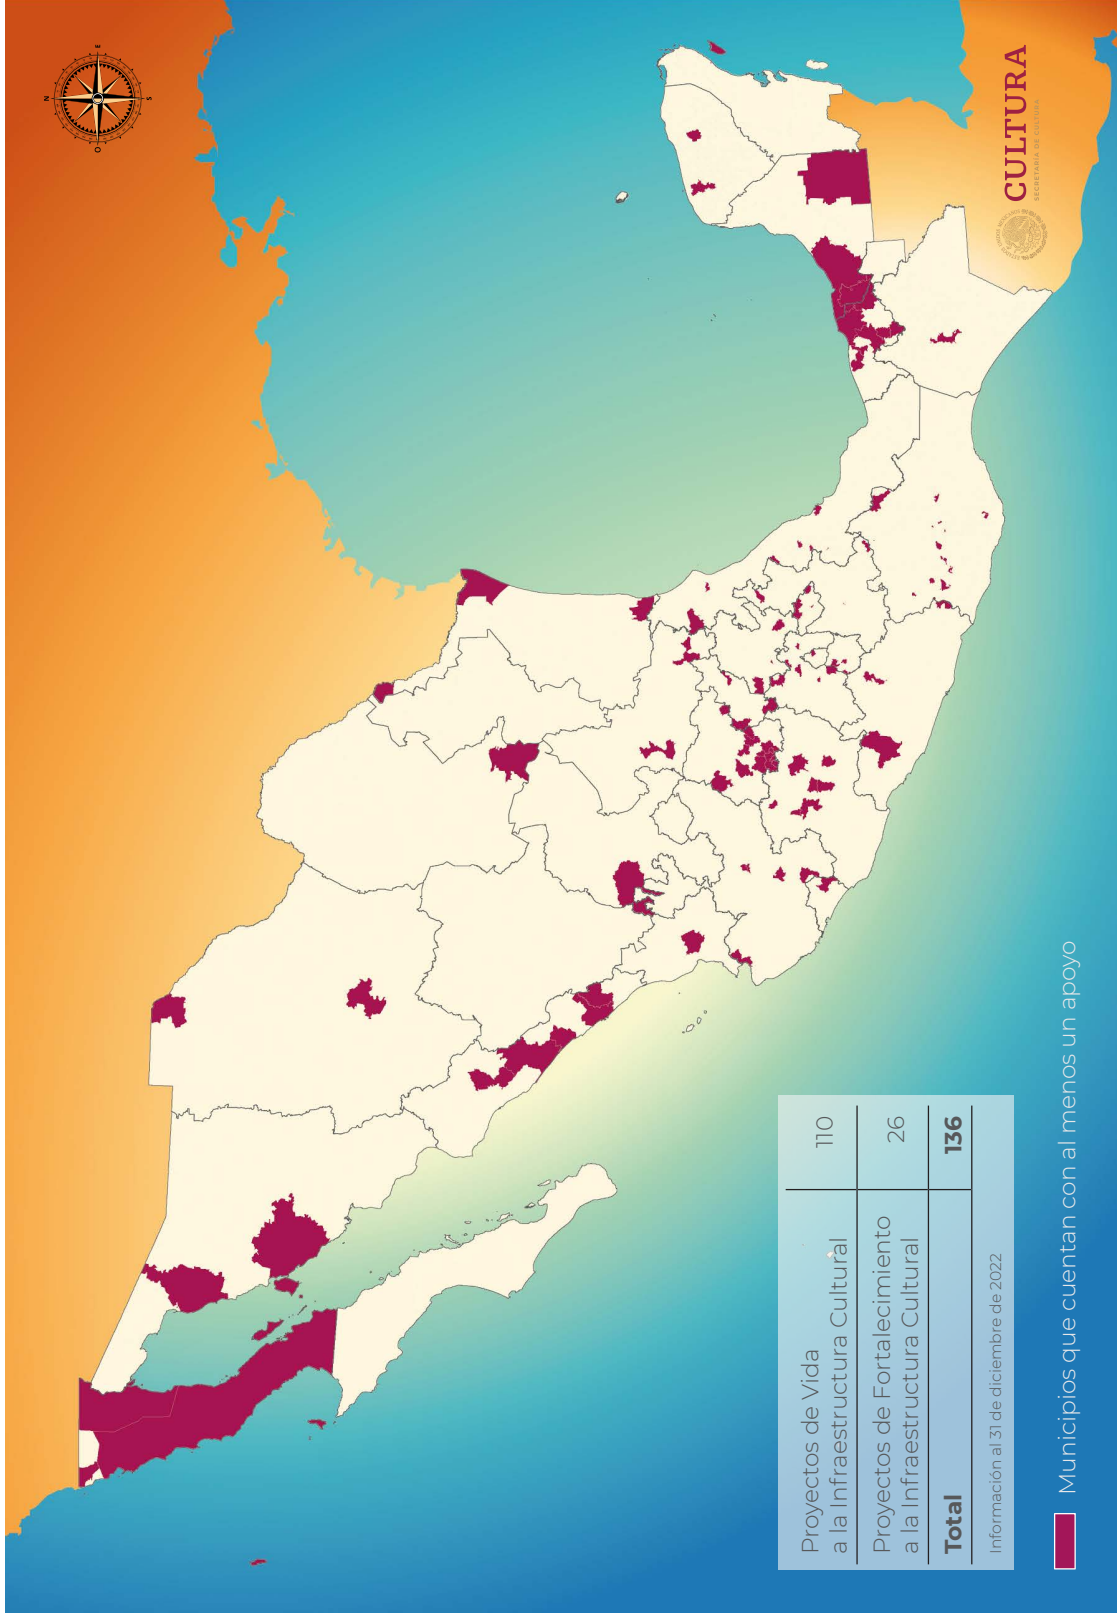 N
E
S
O
CULTURA
SECRETARÍA DE CULTURA
Proyectos de Vida
a la Infraestructura Cultural
110
Proyectos de Fortalecimiento
a la Infraestructura Cultural
26
Total
136
Información al 31 de diciembre de 2022
Municipios que cuentan con al menos un apoyo